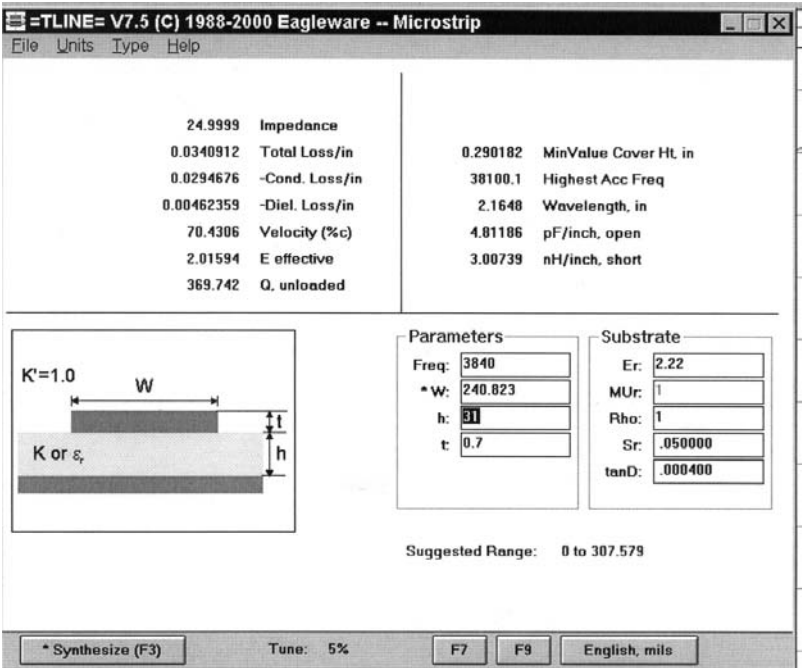 =TLINE= V7.5 (C) 1988-2000 Eagleware -- Microstrip
File Units Type Help
24.9999 Impedance
0.0340912 Total Loss/in
0.0294676 -Cond. Loss/in
0.00462359 -Diel. Loss/in
70.4306 Velocity (%c)
2.01594 E effective
369.742 Q, unloaded
0.290182 MinValue Cover Ht, in
38100.1 Highest Acc Freq
2.1648 Wavelength, in
4.81186 pF/inch, open
3.00739 nH/inch, short
K'=1.0
W
t
K or εr
h
Parameters
Freq: 3840
* W: 240.823
h: 31
t: 0.7
Substrate
Er: 2.22
MUr: 1
Rho: 1
Sr: .050000
tanD: .000400
Suggested Range: 0 to 307.579
* Synthesize (F3) Tune: 5% F7 F9 English, mils